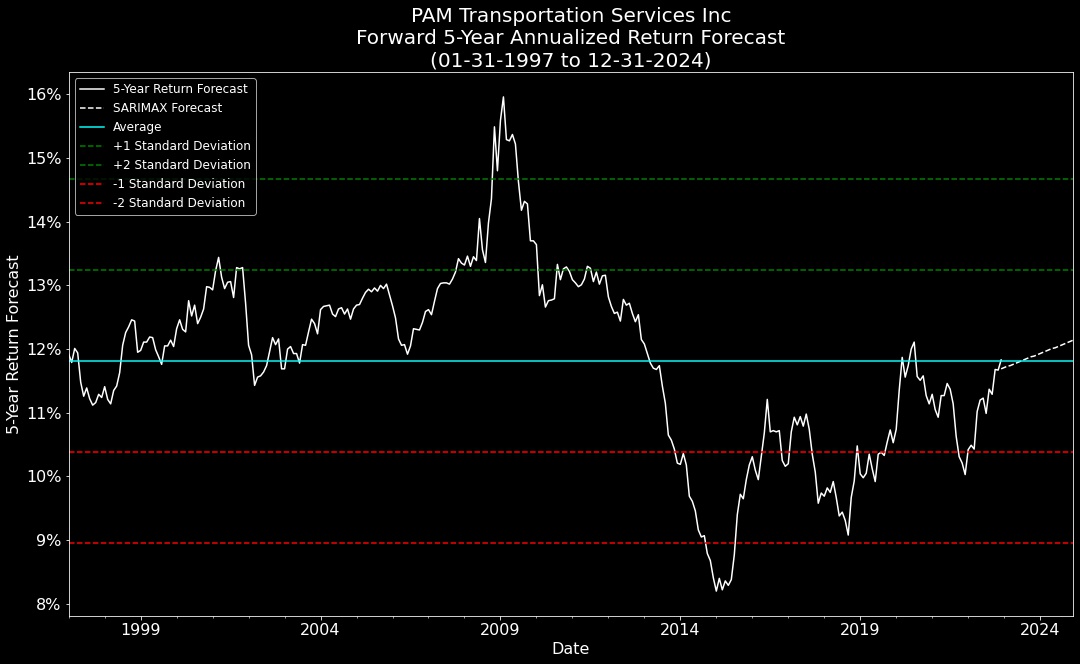 PAM Transportation Services Inc
Forward 5-Year Annualized Return Forecast
(01-31-1997 to 12-31-2024)
5-Year Return Forecast
SARIMAX Forecast
Average
+1 Standard Deviation
+2 Standard Deviation
-1 Standard Deviation
-2 Standard Deviation
16%
15%
14%
13%
12%
11%
10%
9%
8%
5-Year Return Forecast
1999
2004
2009
2014
2019
2024
Date